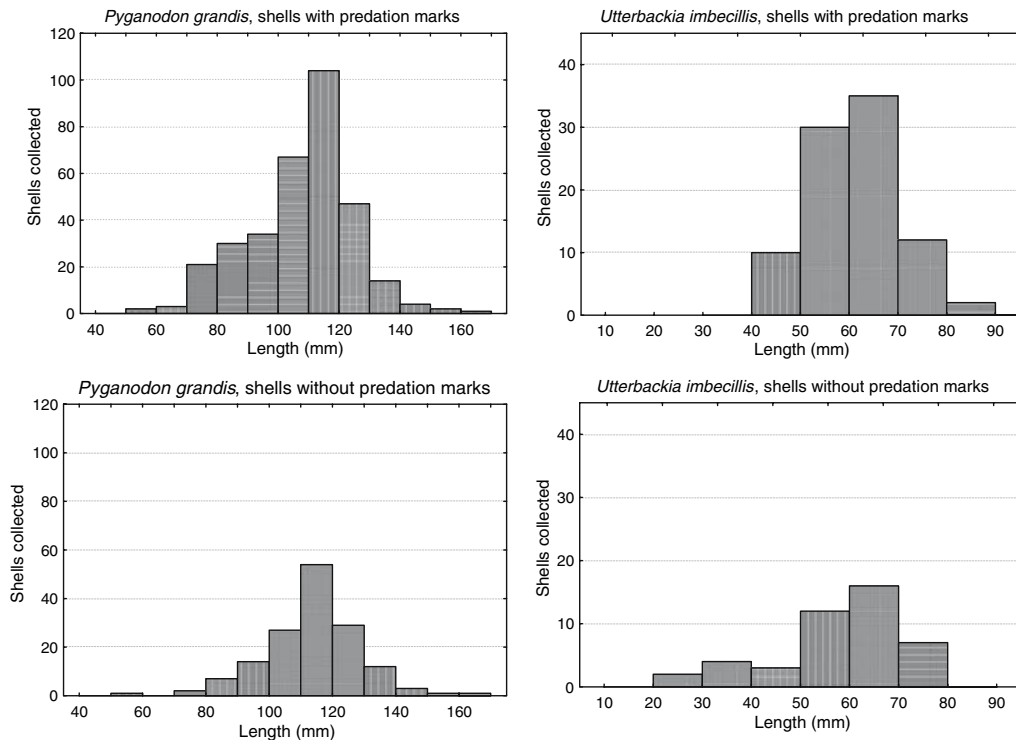 Pyganodon grandis, shells with predation marks
120
100
80
60
40
20
0
Shells collected
40 60 80 100 120 140 160
Length (mm)
Utterbackia imbecillis, shells with predation marks
40
30
20
10
0
Shells collected
10 20 30 40 50 60 70 80 90
Length (mm)
Pyganodon grandis, shells without predation marks
120
100
80
60
40
20
0
Shells collected
40 60 80 100 120 140 160
Length (mm)
Utterbackia imbecillis, shells without predation marks
40
30
20
10
0
Shells collected
10 20 30 40 50 60 70 80 90
Length (mm)